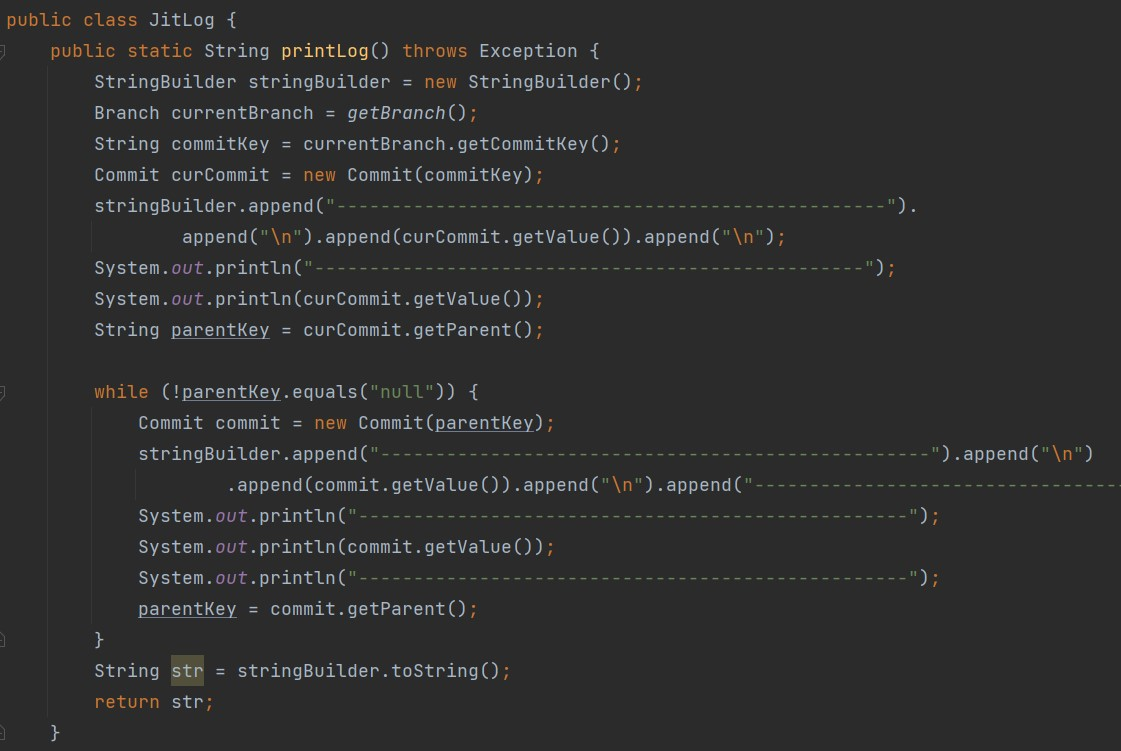 public class JitLog {
    public static String printLog() throws Exception {
        StringBuilder stringBuilder = new StringBuilder();
        Branch currentBranch = getBranch();
        String commitKey = currentBranch.getCommitKey();
        Commit curCommit = new Commit(commitKey);
        stringBuilder.append("--------------------------------------------------").
                append("\n").append(curCommit.getValue()).append("\n");
        System.out.println("--------------------------------------------------");
        System.out.println(curCommit.getValue());
        String parentKey = curCommit.getParent();
        while (!parentKey.equals("null")) {
            Commit commit = new Commit(parentKey);
            stringBuilder.append("--------------------------------------------------").append("\n")
                    .append(commit.getValue()).append("\n").append("----------------------------------
            System.out.println("--------------------------------------------------");
            System.out.println(commit.getValue());
            System.out.println("--------------------------------------------------");
            parentKey = commit.getParent();
        }
        String str = stringBuilder.toString();
        return str;
    }